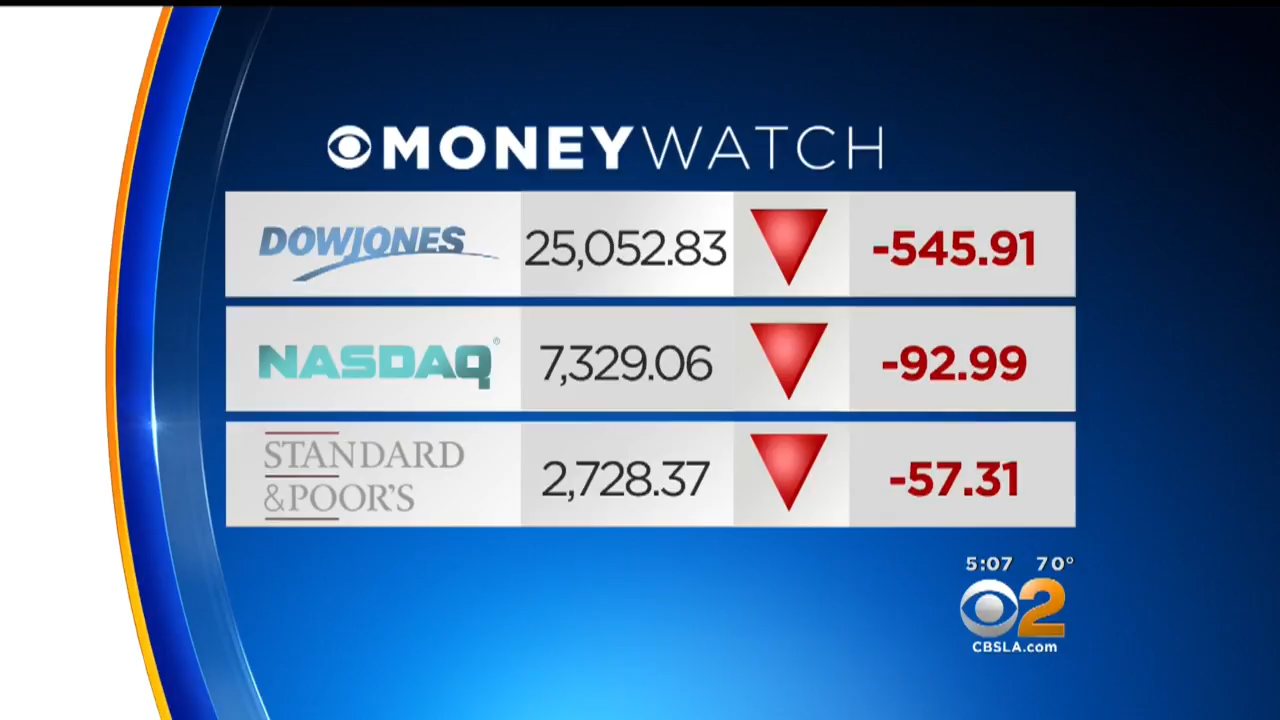 MONEYWATCH
DOWJONES 25,052.83 -545.91
NASDAQ® 7,329.06 -92.99
STANDARD
&POOR'S 2,728.37 -57.31
5:07 70°
2
CBSLA.com